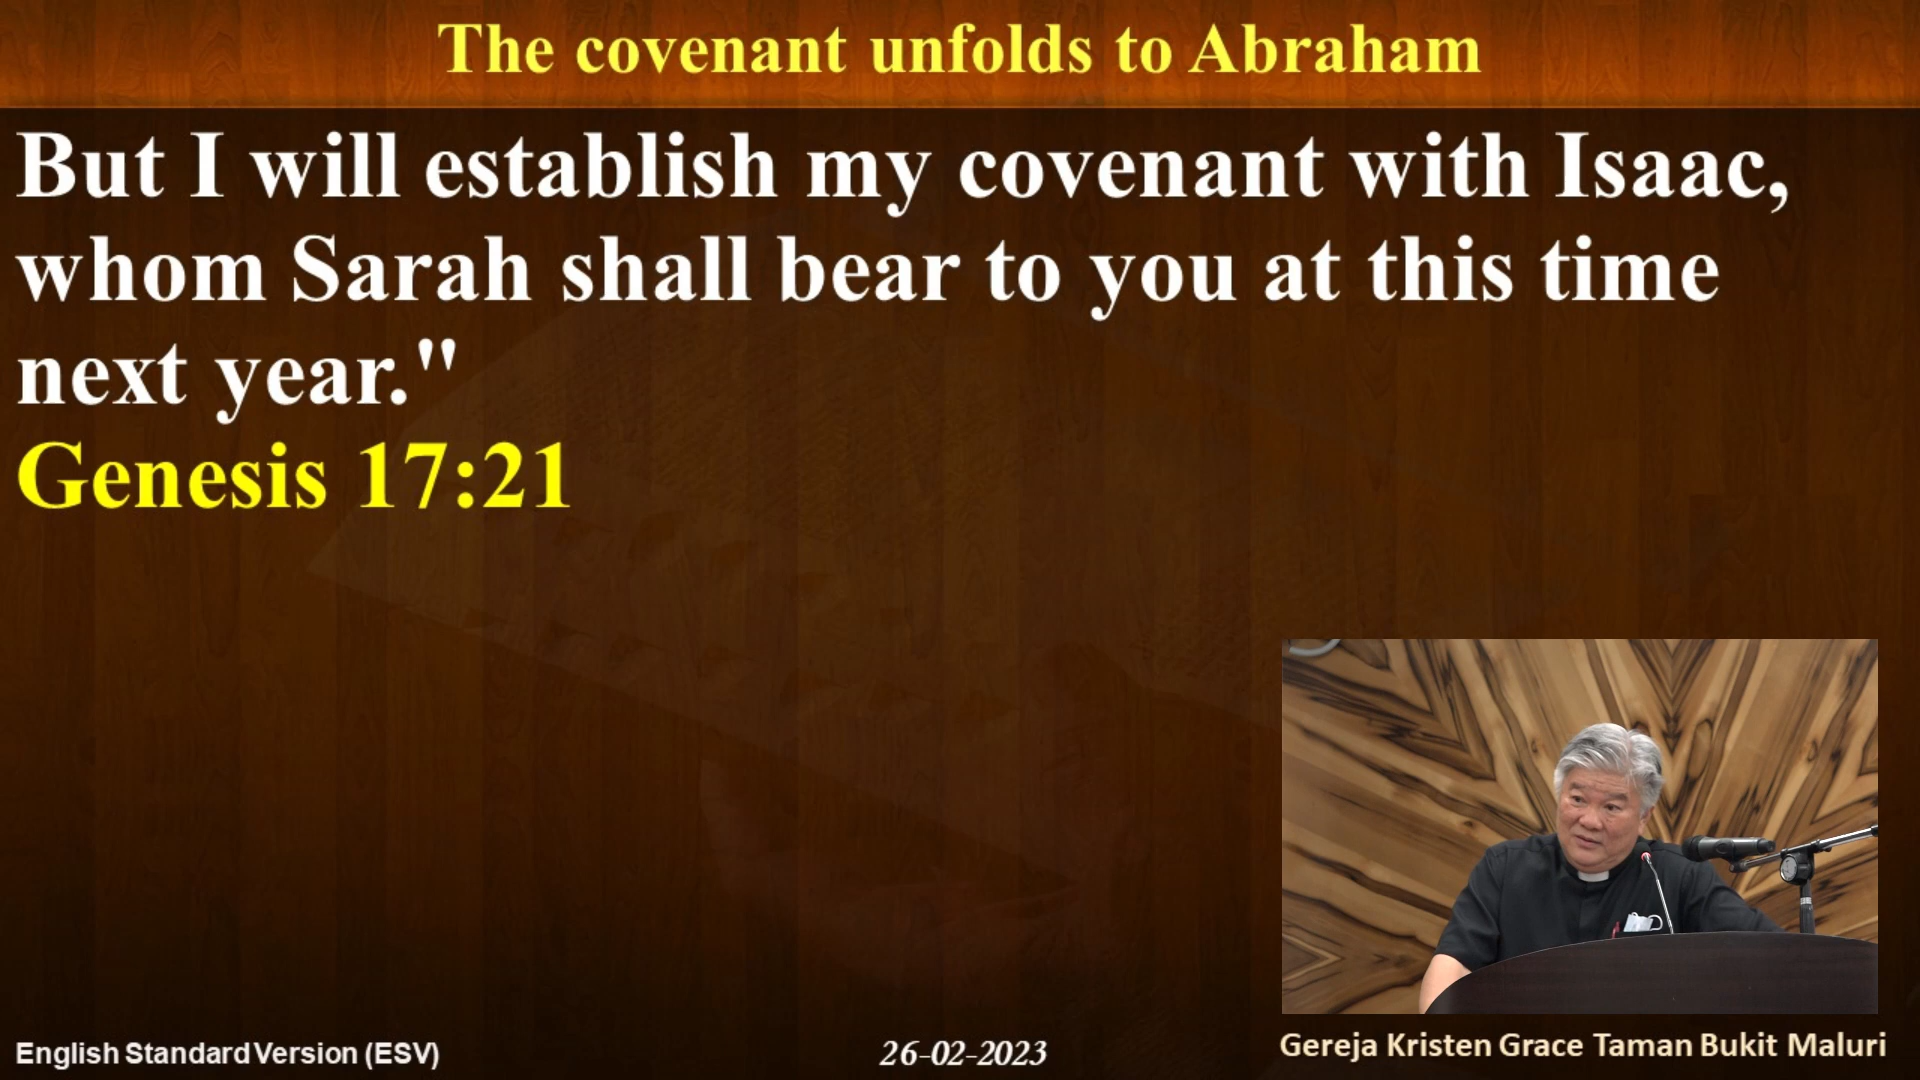 The covenant unfolds to Abraham
But I will establish my covenant with Isaac,
whom Sarah shall bear to you at this time
next year."
Genesis 17:21
English Standard Version (ESV)
26-02-2023
Gereja Kristen Grace Taman Bukit Maluri